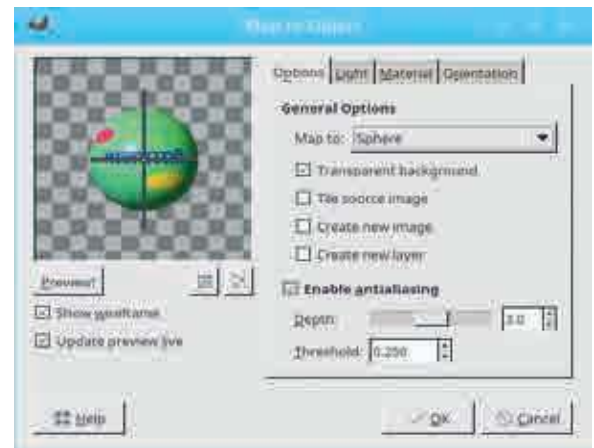 Map to Object
Options Light Material Orientation
General Options
Map to: Sphere
Transparent background
Tile source image
Create new image
Create new layer
Preview!
Enable antialiasing
Show wireframe
Depth: 3.0
Update preview live
Threshold: 0.250
Help
OK
Cancel